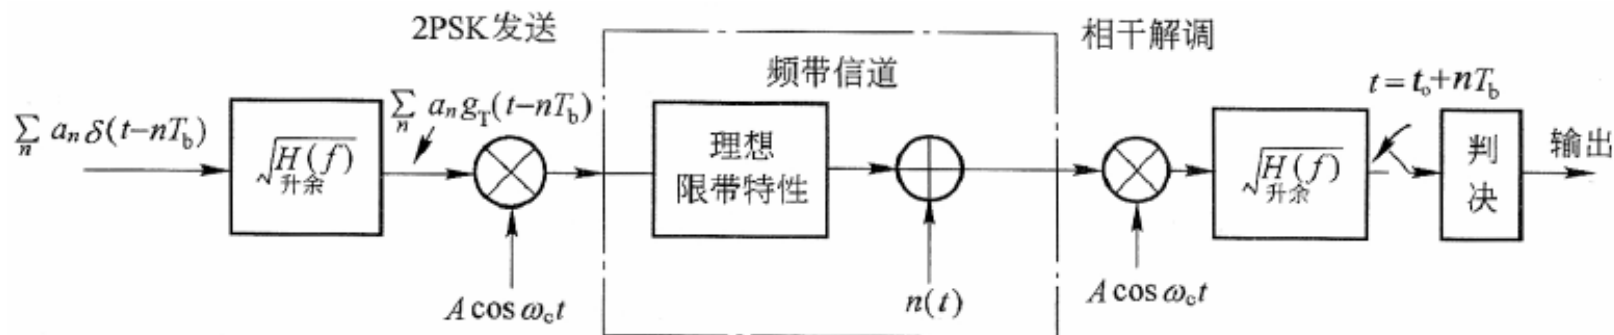 2PSK发送
相干解调
频带信道
t=t₀+nT_b
∑ₙ aₙ δ(t−nT_b)
√H(f)
升余
∑ₙ aₙ g_T(t−nT_b)
理想
限带特性
√H(f)
升余
判
决
输出
A cos ω_c t
n(t)
A cos ω_c t